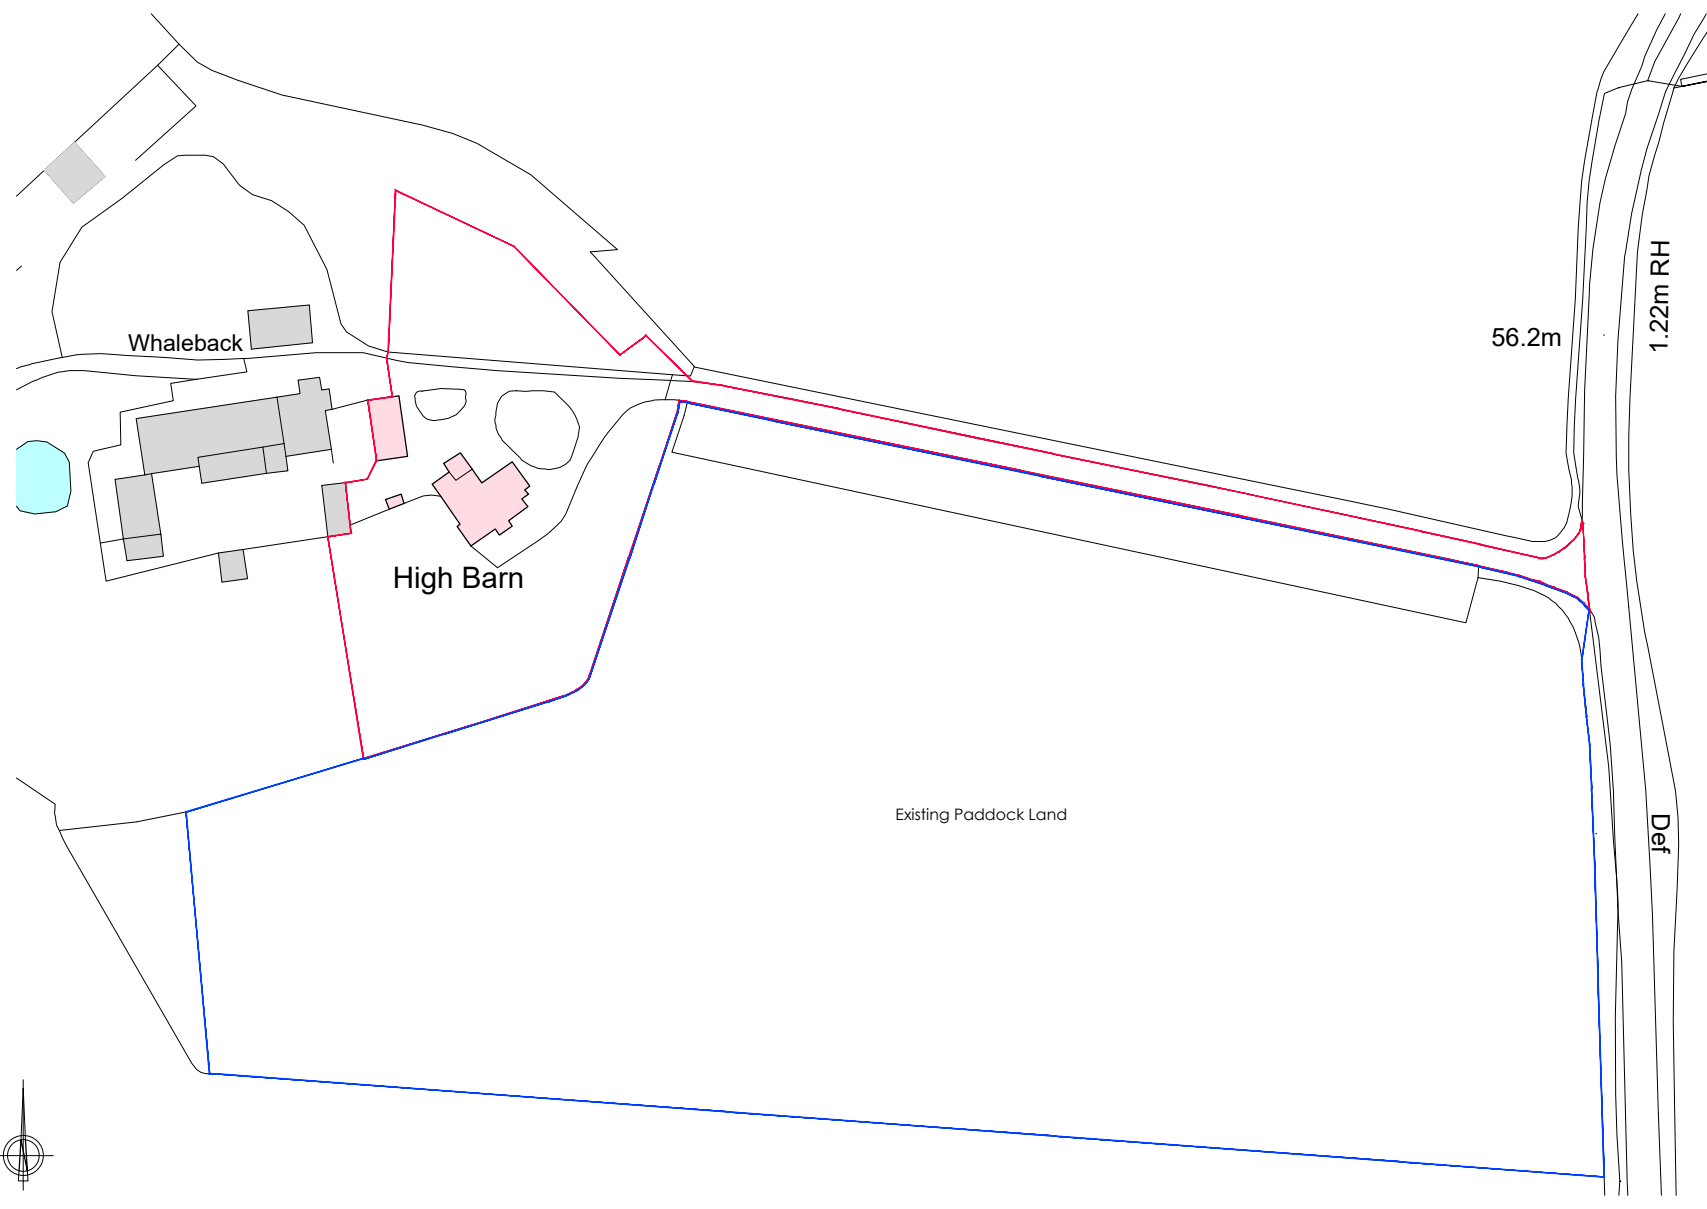 1.22m RH
56.2m
Whaleback
High Barn
Existing Paddock Land
Def